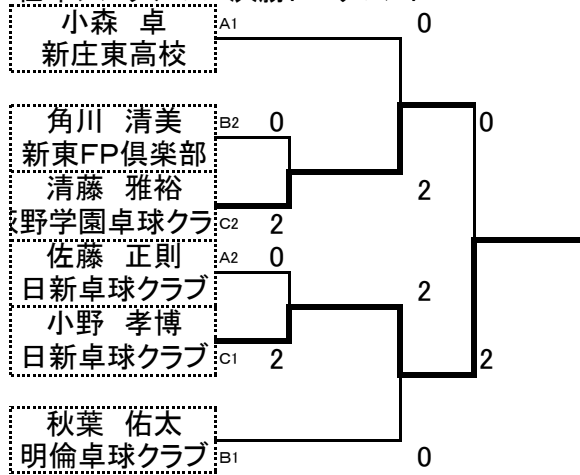 小森 卓
A1
0
新庄東高校
角川 清美
B2
0
0
新東FP倶楽部
清藤 雅裕
2
野学園卓球クラ
C2
2
佐藤 正則
A2
0
日新卓球クラブ
2
小野 孝博
日新卓球クラブ
C1
2
2
秋葉 佑太
明倫卓球クラブ
B1
0